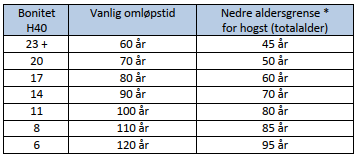 Bonitet H40 Vanlig omløpstid Nedre aldersgrense * for hogst (totalalder)
23 + 60 år 45 år
20 70 år 50 år
17 80 år 60 år
14 90 år 70 år
11 100 år 80 år
8 110 år 85 år
6 120 år 95 år